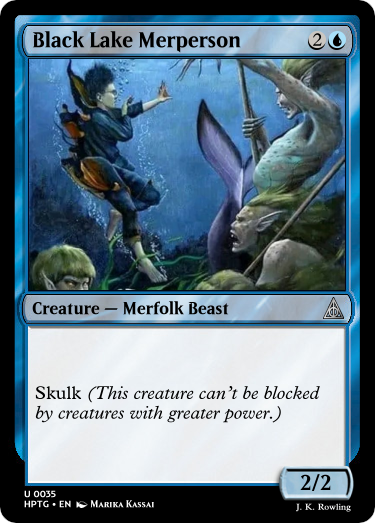 Black Lake Merperson 2
Creature — Merfolk Beast
Skulk (This creature can't be blocked
by creatures with greater power.)
2/2
U 0035
HPTG • EN Marika Kassai
J. K. Rowling